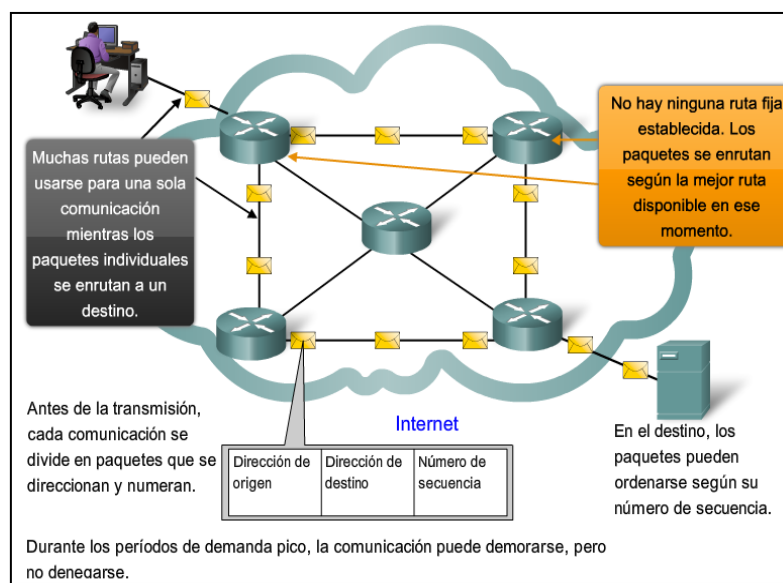 No hay ninguna ruta fija
establecida. Los
paquetes se enrutan
según la mejor ruta
disponible en ese
momento.
Muchas rutas pueden
usarse para una sola
comunicación
mientras los
paquetes individuales
se enrutan a un
destino.
Antes de la transmisión,
cada comunicación se
divide en paquetes que se
direccionan y numeran.
Internet
Dirección de
origen
Dirección de
destino
Número de
secuencia
En el destino, los
paquetes pueden
ordenarse según su
número de secuencia.
Durante los períodos de demanda pico, la comunicación puede demorarse, pero
no denegarse.